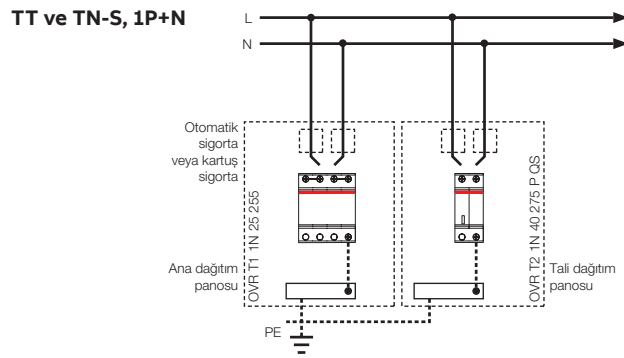 TT ve TN-S, 1P+N
L
N
Otomatik
sigorta
veya kartuş
sigorta
OVR T1 1N 25 255
OVR T2 1N 40 275 P QS
Ana dağıtım
panosu
Tali dağıtım
panosu
PE